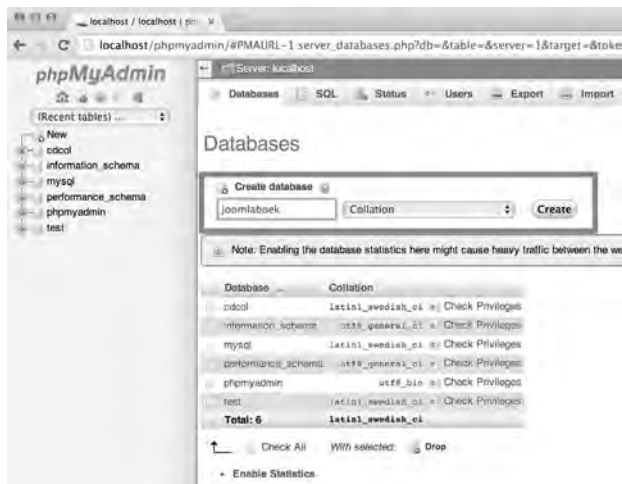 localhost / localhost |
localhost/phpmyadmin/#PMAURL-1:server_databases.php?db=&table=&server=1&target=&toke
phpMyAdmin
(Recent tables) ...
New
cdcol
information_schema
mysql
performance_schema
phpmyadmin
test
Server: localhost
Databases SQL Status Users Export Import
Databases
Create database
joomlaboek Collation Create
Note: Enabling the database statistics here might cause heavy traffic between the we
Database Collation
cdcol latin1_swedish_ci Check Privileges
information_schema utf8_general_ci Check Privileges
mysql latin1_swedish_ci Check Privileges
performance_schema utf8_general_ci Check Privileges
phpmyadmin utf8_bin Check Privileges
test latin1_swedish_ci Check Privileges
Total: 6 latin1_swedish_ci
Check All With selected: Drop
Enable Statistics